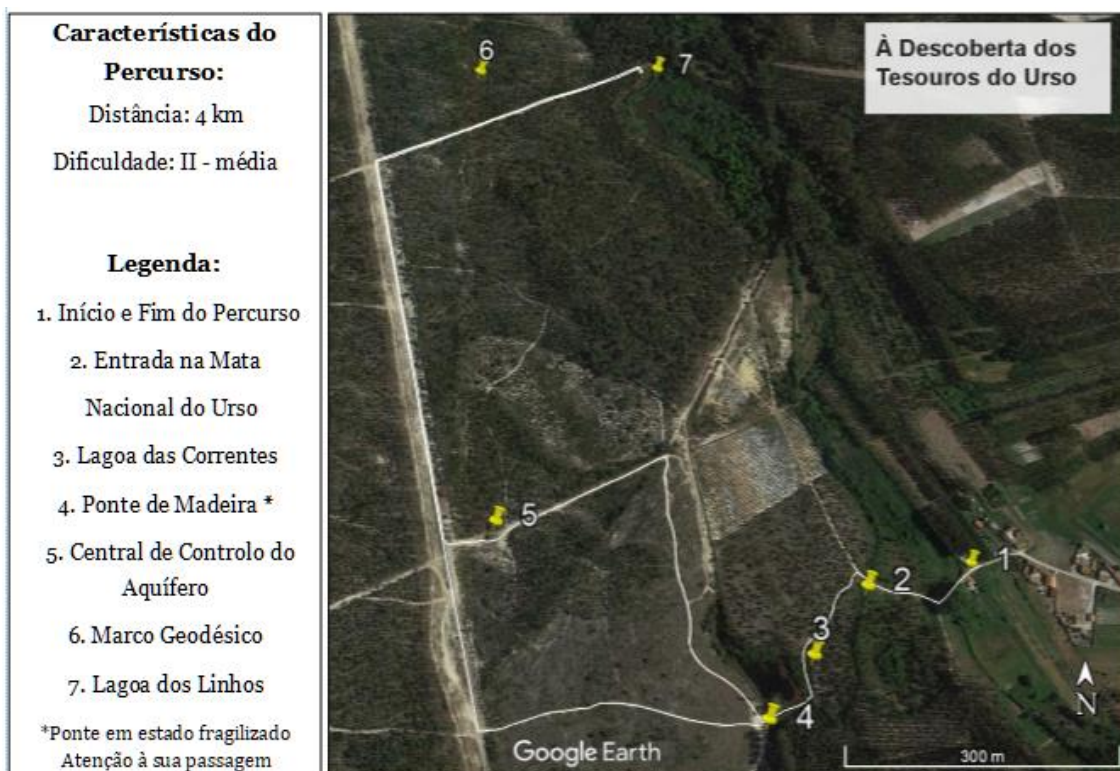 Características do
Percurso:
Distância: 4 km
Dificuldade: II - média
Legenda:
1. Início e Fim do Percurso
2. Entrada na Mata
Nacional do Urso
3. Lagoa das Correntes
4. Ponte de Madeira *
5. Central de Controlo do
Aquífero
6. Marco Geodésico
7. Lagoa dos Linhos
*Ponte em estado fragilizado
Atenção à sua passagem
À Descoberta dos
Tesouros do Urso
6
7
5
1
2
3
4
N
Google Earth
300 m